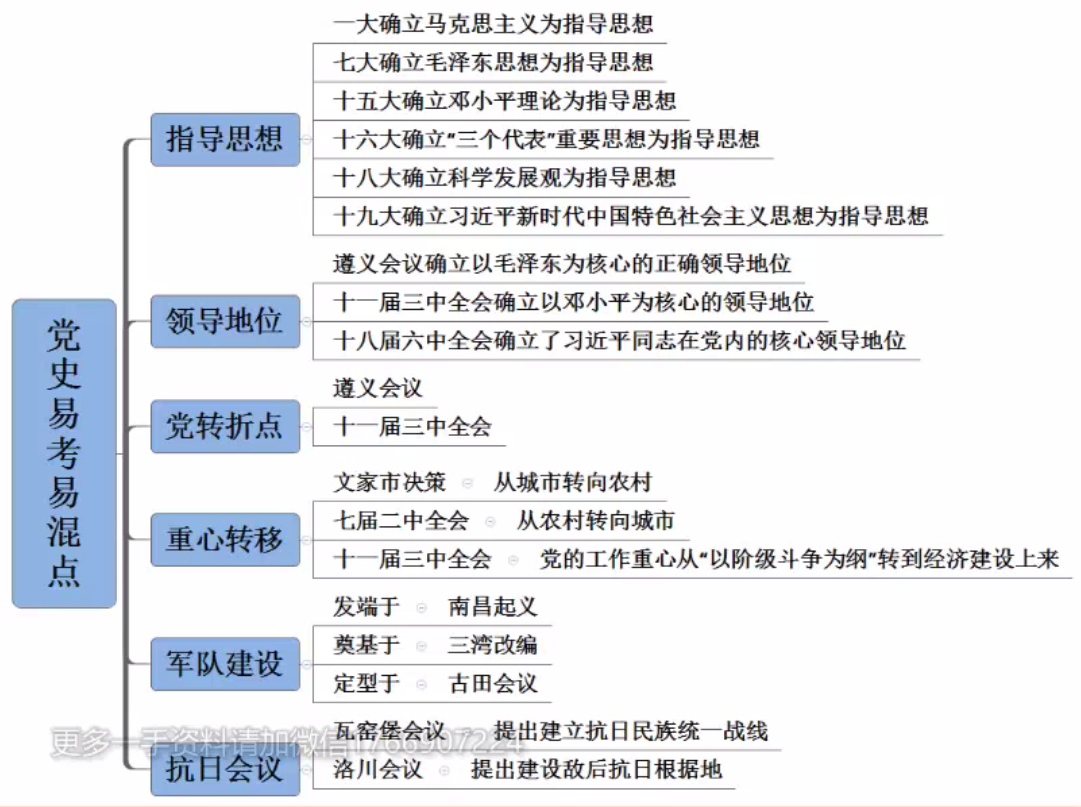 党史易考易混点
指导思想
一大确立马克思主义为指导思想
七大确立毛泽东思想为指导思想
十五大确立邓小平理论为指导思想
十六大确立“三个代表”重要思想为指导思想
十八大确立科学发展观为指导思想
十九大确立习近平新时代中国特色社会主义思想为指导思想
领导地位
遵义会议确立以毛泽东为核心的正确领导地位
十一届三中全会确立以邓小平为核心的领导地位
十八届六中全会确立了习近平同志在党内的核心领导地位
党转折点
遵义会议
十一届三中全会
重心转移
文家市决策 从城市转向农村
七届二中全会 从农村转向城市
十一届三中全会 党的工作重心从“以阶级斗争为纲”转到经济建设上来
军队建设
发端于 南昌起义
奠基于 三湾改编
定型于 古田会议
抗日会议
瓦窑堡会议 提出建立抗日民族统一战线
洛川会议 提出建设敌后抗日根据地
更多一手资料请加微信1766907224